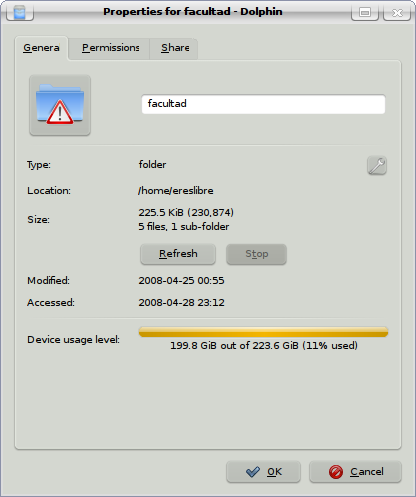 Properties for facultad - Dolphin
Genera Permissions Share
facultad
Type: folder
Location: /home/ereslibre
Size: 225.5 KiB (230,874)
5 files, 1 sub-folder
Refresh Stop
Modified: 2008-04-25 00:55
Accessed: 2008-04-28 23:12
Device usage level:
199.8 GiB out of 223.6 GiB (11% used)
OK Cancel